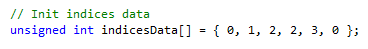 // Init indices data
unsigned int indicesData[] = { 0, 1, 2, 2, 3, 0 };